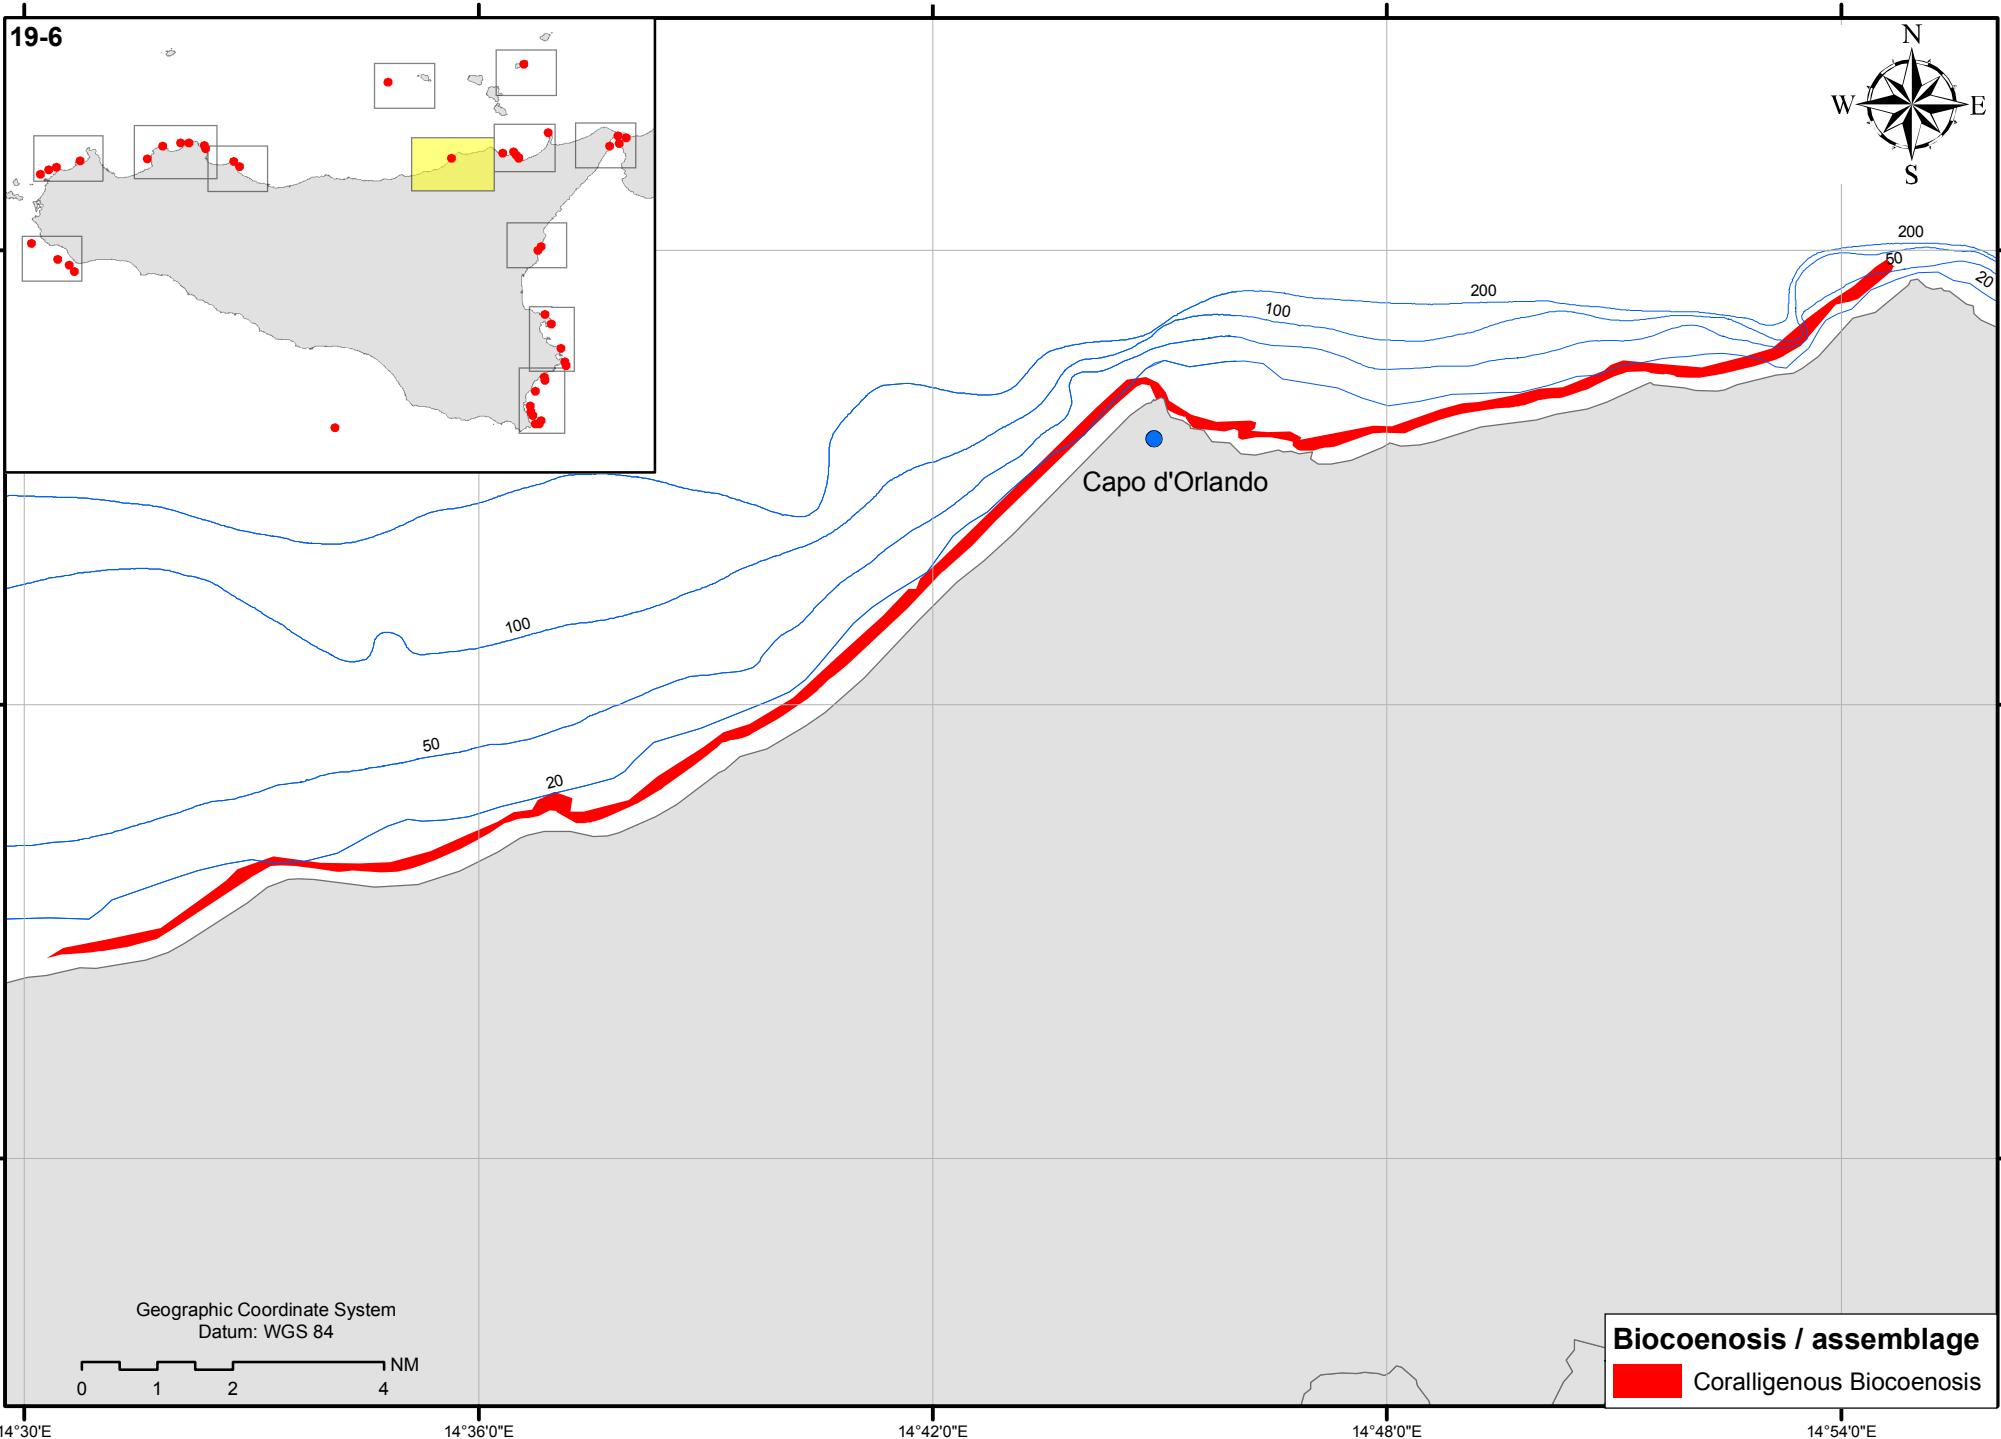 19-6
N
W
E
S
200
50
20
200
100
Capo d'Orlando
100
50
20
Geographic Coordinate System
Datum: WGS 84
NM
0 1 2 4
Biocoenosis / assemblage
Coralligenous Biocoenosis
14°30'E 14°36'0"E 14°42'0"E 14°48'0"E 14°54'0"E